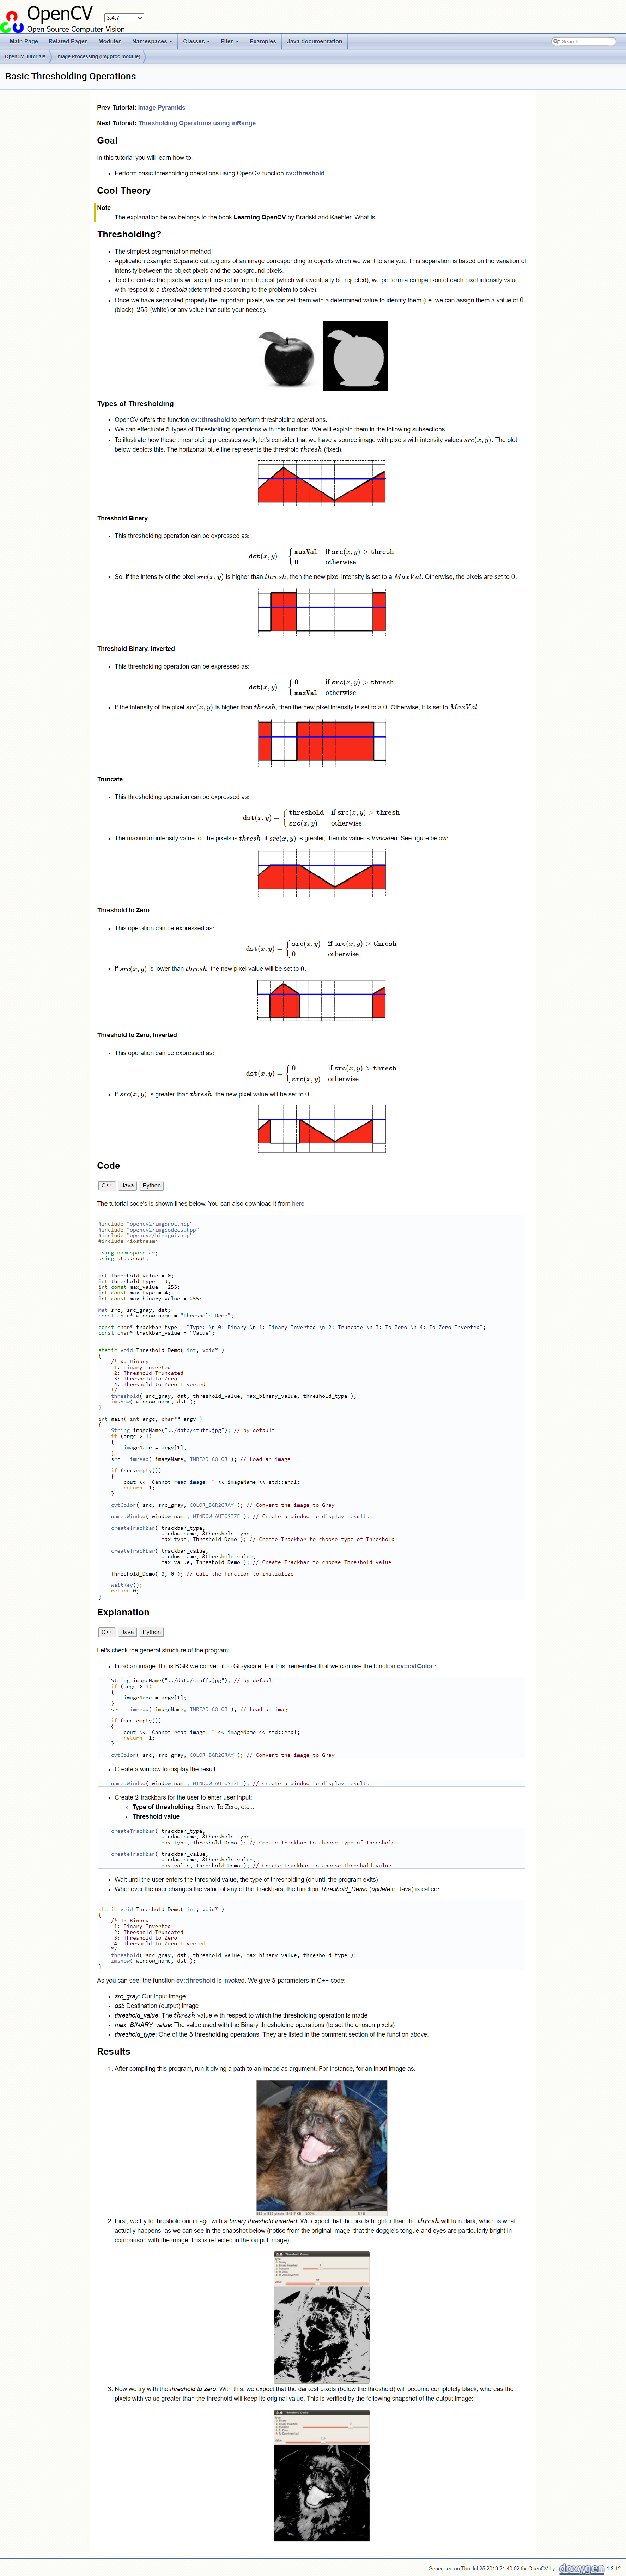 OpenCV
3.4.7
Open Source Computer Vision
Main Page
Related Pages
Modules
Namespaces
Classes
Files
Examples
Java documentation
Search
OpenCV Tutorials
Image Processing (imgproc module)
Basic Thresholding Operations
Prev Tutorial: Image Pyramids
Next Tutorial: Thresholding Operations using inRange
Goal
In this tutorial you will learn how to:
• Perform basic thresholding operations using OpenCV function cv::threshold
Cool Theory
Note
The explanation below belongs to the book Learning OpenCV by Bradski and Kaehler. What is
Thresholding?
• The simplest segmentation method
• Application example: Separate out regions of an image corresponding to objects which we want to analyze. This separation is based on the variation of
intensity between the object pixels and the background pixels.
• To differentiate the pixels we are interested in from the rest (which will eventually be rejected), we perform a comparison of each pixel intensity value
with respect to a threshold (determined according to the problem to solve).
• Once we have separated properly the important pixels, we can set them with a determined value to identify them (i.e. we can assign them a value of 0
(black), 255 (white) or any value that suits your needs).
Types of Thresholding
• OpenCV offers the function cv::threshold to perform thresholding operations.
• We can effectuate 5 types of Thresholding operations with this function. We will explain them in the following subsections.
• To illustrate how these thresholding processes work, let's consider that we have a source image with pixels with intensity values src(x, y). The plot
below depicts this. The horizontal blue line represents the threshold thresh (fixed).
Threshold Binary
• This thresholding operation can be expressed as:
dst(x, y) = { maxVal if src(x, y) > thresh
0 otherwise
• So, if the intensity of the pixel src(x, y) is higher than thresh, then the new pixel intensity is set to a MaxVal. Otherwise, the pixels are set to 0.
Threshold Binary, Inverted
• This thresholding operation can be expressed as:
dst(x, y) = { 0 if src(x, y) > thresh
maxVal otherwise
• If the intensity of the pixel src(x, y) is higher than thresh, then the new pixel intensity is set to a 0. Otherwise, it is set to MaxVal.
Truncate
• This thresholding operation can be expressed as:
dst(x, y) = { threshold if src(x, y) > thresh
src(x, y) otherwise
• The maximum intensity value for the pixels is thresh, if src(x, y) is greater, then its value is truncated. See figure below:
Threshold to Zero
• This operation can be expressed as:
dst(x, y) = { src(x, y) if src(x, y) > thresh
0 otherwise
• If src(x, y) is lower than thresh, the new pixel value will be set to 0.
Threshold to Zero, Inverted
• This operation can be expressed as:
dst(x, y) = { 0 if src(x, y) > thresh
src(x, y) otherwise
• If src(x, y) is greater than thresh, the new pixel value will be set to 0.
Code
C++ Java Python
The tutorial code's is shown lines below. You can also download it from here
#include "opencv2/imgproc.hpp"
#include "opencv2/imgcodecs.hpp"
#include "opencv2/highgui.hpp"
#include <iostream>
using namespace cv;
using std::cout;
int threshold_value = 0;
int threshold_type = 3;
int const max_value = 255;
int const max_type = 4;
int const max_binary_value = 255;
Mat src, src_gray, dst;
const char* window_name = "Threshold Demo";
const char* trackbar_type = "Type: \n 0: Binary \n 1: Binary Inverted \n 2: Truncate \n 3: To Zero \n 4: To Zero Inverted";
const char* trackbar_value = "Value";
static void Threshold_Demo( int, void* )
{
/* 0: Binary
1: Binary Inverted
2: Threshold Truncated
3: Threshold to Zero
4: Threshold to Zero Inverted
*/
threshold( src_gray, dst, threshold_value, max_binary_value, threshold_type );
imshow( window_name, dst );
}
int main( int argc, char** argv )
{
String imageName("../data/stuff.jpg"); // by default
if (argc > 1)
{
imageName = argv[1];
}
src = imread( imageName, IMREAD_COLOR ); // Load an image
if (src.empty())
{
cout << "Cannot read image: " << imageName << std::endl;
return -1;
}
cvtColor( src, src_gray, COLOR_BGR2GRAY ); // Convert the image to Gray
namedWindow( window_name, WINDOW_AUTOSIZE ); // Create a window to display results
createTrackbar( trackbar_type,
window_name, &threshold_type,
max_type, Threshold_Demo ); // Create Trackbar to choose type of Threshold
createTrackbar( trackbar_value,
window_name, &threshold_value,
max_value, Threshold_Demo ); // Create Trackbar to choose Threshold value
Threshold_Demo( 0, 0 ); // Call the function to initialize
waitKey();
return 0;
}
Explanation
C++ Java Python
Let's check the general structure of the program:
• Load an image. If it is BGR we convert it to Grayscale. For this, remember that we can use the function cv::cvtColor :
String imageName("../data/stuff.jpg"); // by default
if (argc > 1)
{
imageName = argv[1];
}
src = imread( imageName, IMREAD_COLOR ); // Load an image
if (src.empty())
{
cout << "Cannot read image: " << imageName << std::endl;
return -1;
}
cvtColor( src, src_gray, COLOR_BGR2GRAY ); // Convert the image to Gray
• Create a window to display the result
namedWindow( window_name, WINDOW_AUTOSIZE ); // Create a window to display results
• Create 2 trackbars for the user to enter user input:
Type of thresholding: Binary, To Zero, etc...
Threshold value
createTrackbar( trackbar_type,
window_name, &threshold_type,
max_type, Threshold_Demo ); // Create Trackbar to choose type of Threshold
createTrackbar( trackbar_value,
window_name, &threshold_value,
max_value, Threshold_Demo ); // Create Trackbar to choose Threshold value
• Wait until the user enters the threshold value, the type of thresholding (or until the program exits)
• Whenever the user changes the value of any of the Trackbars, the function Threshold_Demo (update in Java) is called:
static void Threshold_Demo( int, void* )
{
/* 0: Binary
1: Binary Inverted
2: Threshold Truncated
3: Threshold to Zero
4: Threshold to Zero Inverted
*/
threshold( src_gray, dst, threshold_value, max_binary_value, threshold_type );
imshow( window_name, dst );
}
As you can see, the function cv::threshold is invoked. We give 5 parameters in C++ code:
• src_gray: Our input image
• dst: Destination (output) image
• threshold_value: The thresh value with respect to which the thresholding operation is made
• max_BINARY_value: The value used with the Binary thresholding operations (to set the chosen pixels)
• threshold_type: One of the 5 thresholding operations. They are listed in the comment section of the function above.
Results
1. After compiling this program, run it giving a path to an image as argument. For instance, for an input image as:
2. First, we try to threshold our image with a binary threshold inverted. We expect that the pixels brighter than the thresh will turn dark, which is what
actually happens, as we can see in the snapshot below (notice from the original image, that the doggie's tongue and eyes are particularly bright in
comparison with the image, this is reflected in the output image).
3. Now we try with the threshold to zero. With this, we expect that the darkest pixels (below the threshold) will become completely black, whereas the
pixels with value greater than the threshold will keep its original value. This is verified by the following snapshot of the output image:
Generated on Thu Jul 25 2019 21:40:02 for OpenCV by doxygen 1.8.12